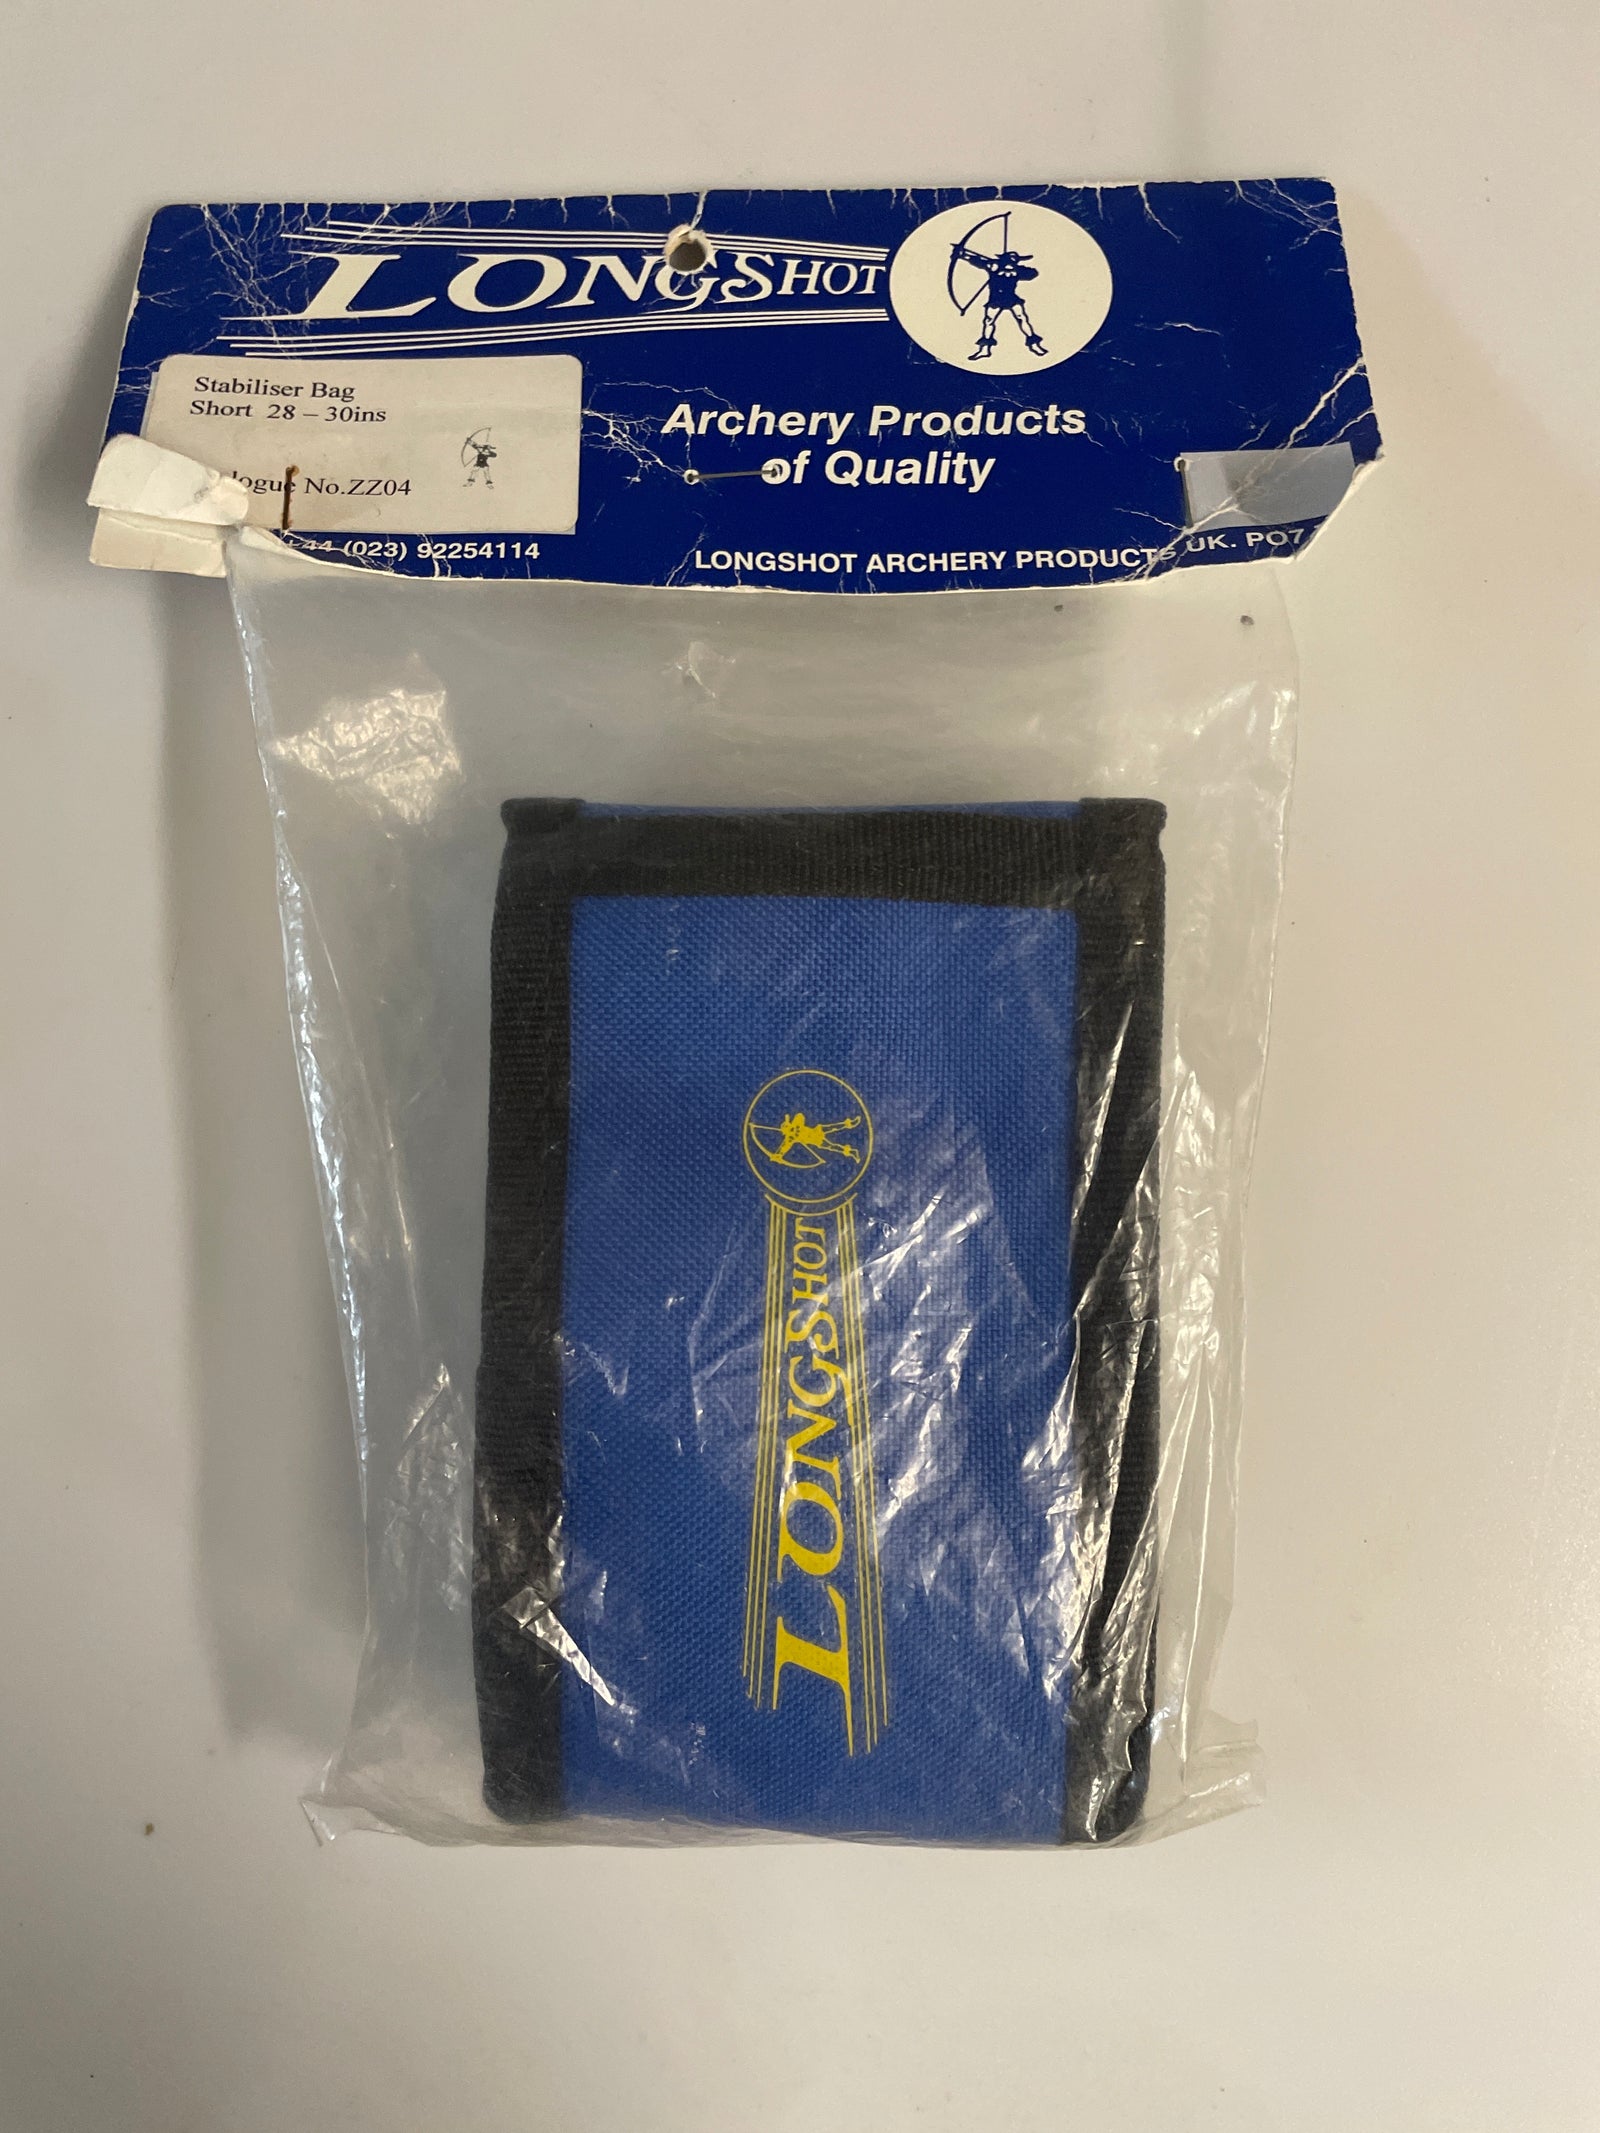 LONGSHOT
Stabiliser Bag
Short 28 – 30ins
Archery Products
of Quality
No.ZZ04
+44 (023) 92254114
LONGSHOT ARCHERY PRODUCTS UK. PO7
LONGSHOT